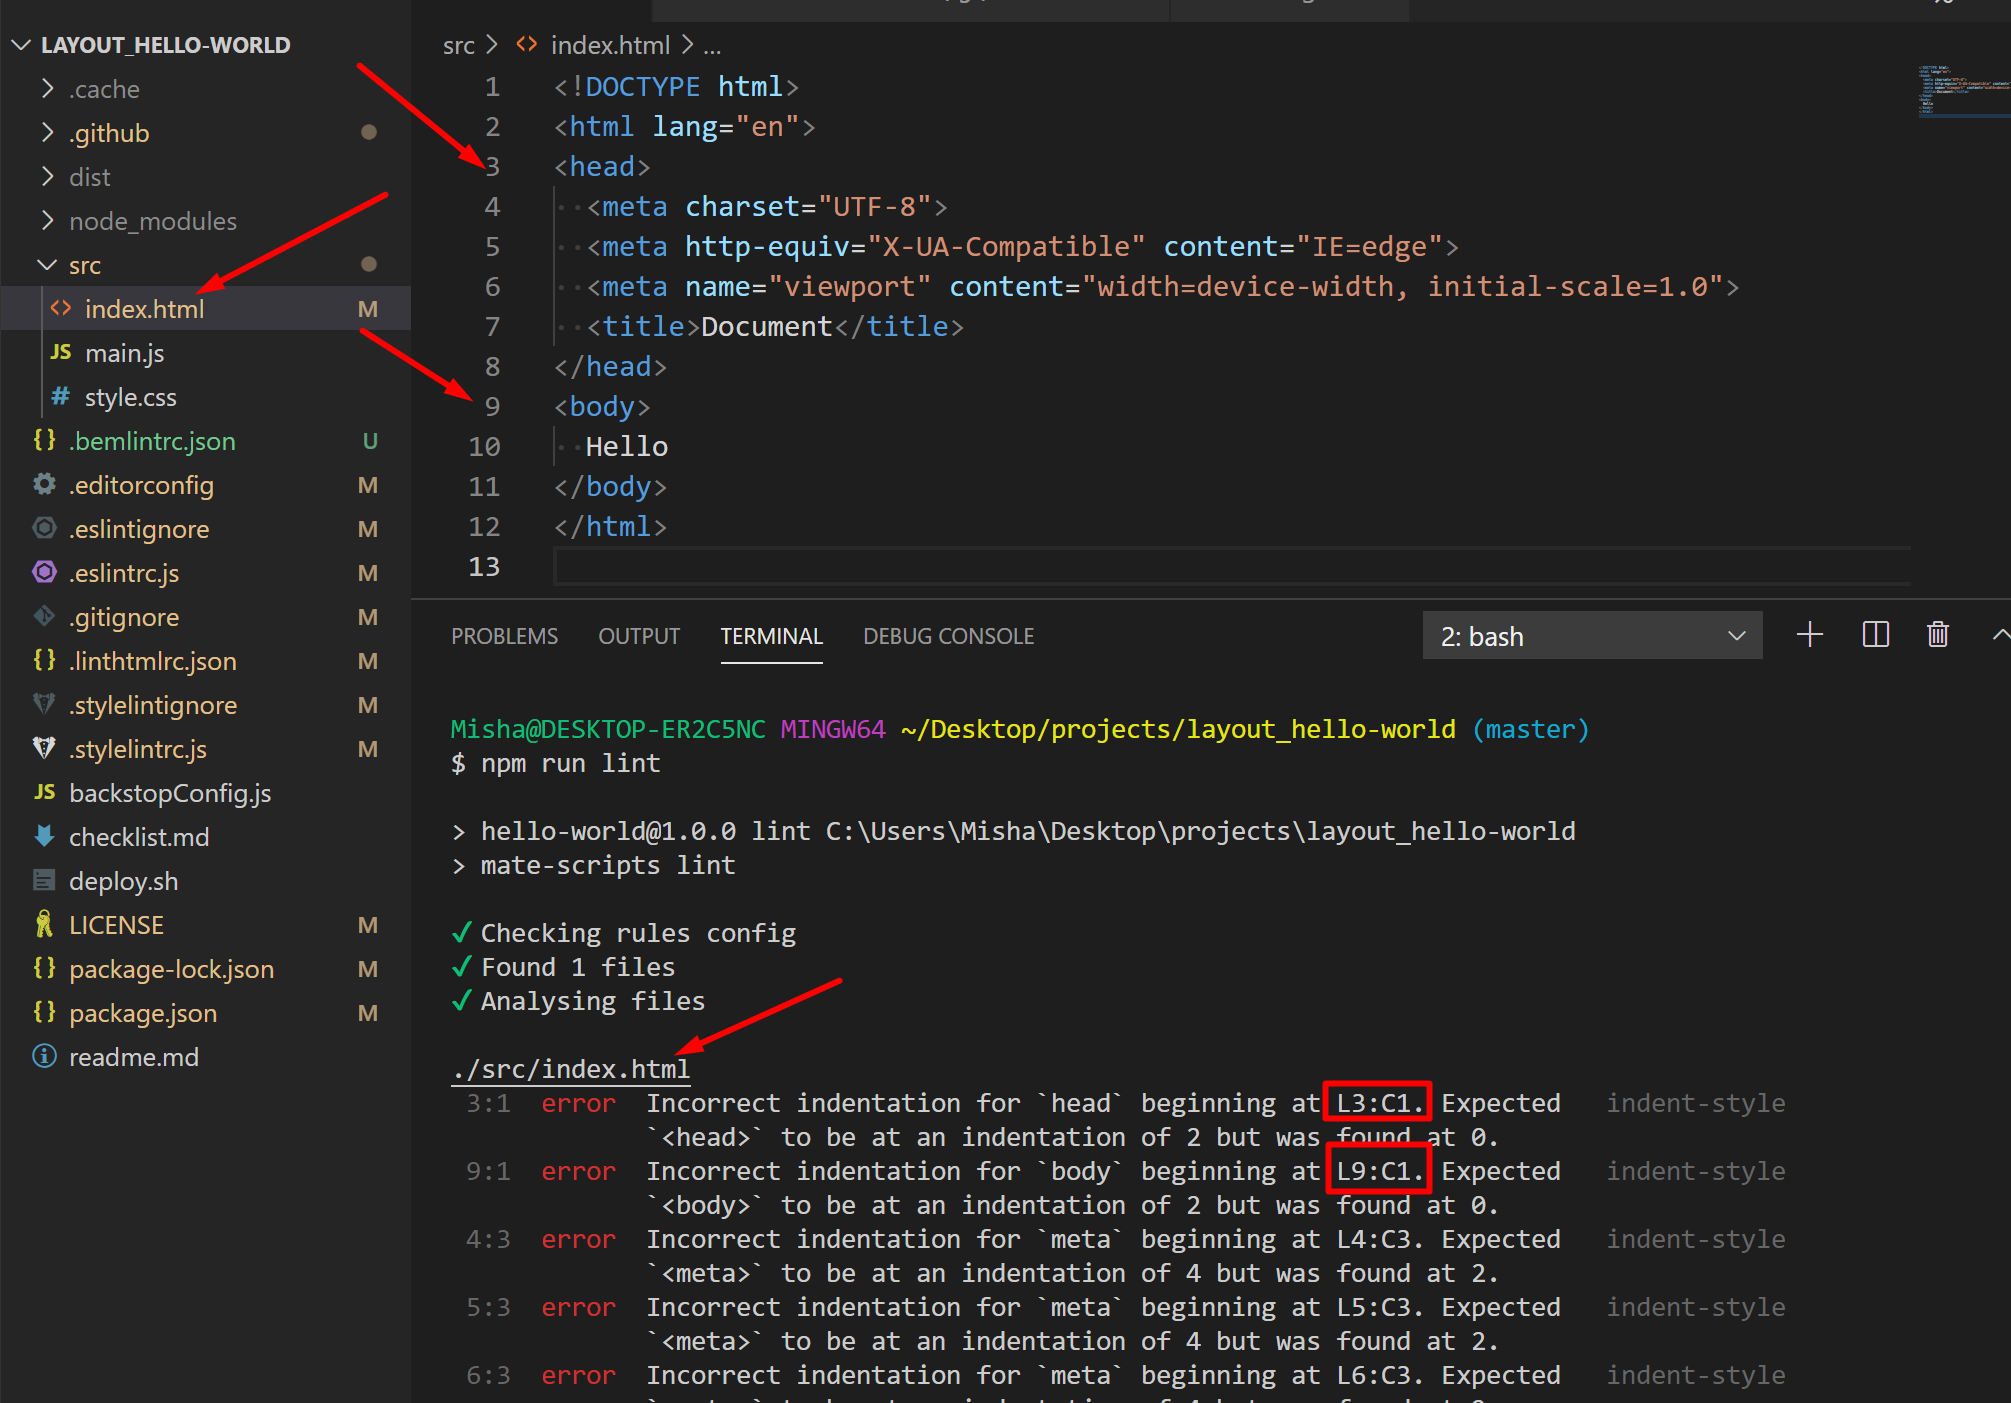 LAYOUT_HELLO-WORLD
.cache
.github
dist
node_modules
src
index.html M
JS main.js
# style.css
{} .bemlintrc.json U
.editorconfig M
.eslintignore M
.eslintrc.js M
.gitignore M
{} .linthtmlrc.json M
.stylelintignore M
.stylelintrc.js M
JS backstopConfig.js
checklist.md
deploy.sh
LICENSE M
{} package-lock.json M
{} package.json M
readme.md
src > <> index.html > ...
1 <!DOCTYPE html>
2 <html lang="en">
3 <head>
4 <meta charset="UTF-8">
5 <meta http-equiv="X-UA-Compatible" content="IE=edge">
6 <meta name="viewport" content="width=device-width, initial-scale=1.0">
7 <title>Document</title>
8 </head>
9 <body>
10 Hello
11 </body>
12 </html>
13
PROBLEMS OUTPUT TERMINAL DEBUG CONSOLE 2: bash
Misha@DESKTOP-ER2C5NC MINGW64 ~/Desktop/projects/layout_hello-world (master)
$ npm run lint
> hello-world@1.0.0 lint C:\Users\Misha\Desktop\projects\layout_hello-world
> mate-scripts lint
✓ Checking rules config
✓ Found 1 files
✓ Analysing files
./src/index.html
3:1 error Incorrect indentation for `head` beginning at L3:C1. Expected indent-style
`<head>` to be at an indentation of 2 but was found at 0.
9:1 error Incorrect indentation for `body` beginning at L9:C1. Expected indent-style
`<body>` to be at an indentation of 2 but was found at 0.
4:3 error Incorrect indentation for `meta` beginning at L4:C3. Expected indent-style
`<meta>` to be at an indentation of 4 but was found at 2.
5:3 error Incorrect indentation for `meta` beginning at L5:C3. Expected indent-style
`<meta>` to be at an indentation of 4 but was found at 2.
6:3 error Incorrect indentation for `meta` beginning at L6:C3. Expected indent-style